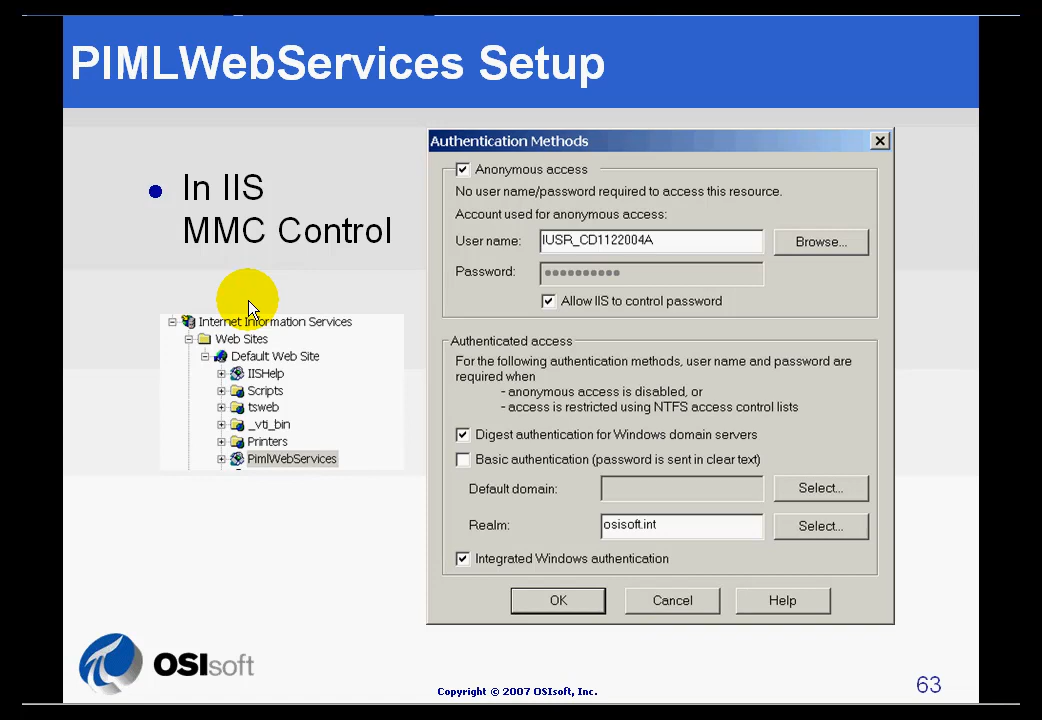 PIMLWebServices Setup
In IIS
MMC Control
Internet Information Services
Web Sites
Default Web Site
IISHelp
Scripts
tsweb
_vti_bin
Printers
PimlWebServices
Authentication Methods
Anonymous access
No user name/password required to access this resource.
Account used for anonymous access:
User name: IUSR_CD1122004A Browse...
Password:
Allow IIS to control password
Authenticated access
For the following authentication methods, user name and password are
required when
- anonymous access is disabled, or
- access is restricted using NTFS access control lists
Digest authentication for Windows domain servers
Basic authentication (password is sent in clear text)
Default domain: Select...
Realm: osisoft.int Select...
Integrated Windows authentication
OK Cancel Help
OSIsoft
Copyright © 2007 OSIsoft, Inc.
63